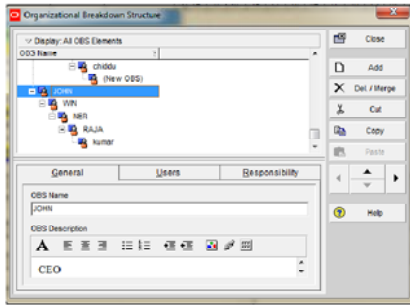 Organizational Breakdown Structure
Display: All OBS Elements
OBS Name
chiddu
(New OBS)
JOHN
WIN
NER
RAJA
kumar
General
Users
Responsibility
OBS Name
JOHN
OBS Description
A
CEO
Close
Add
Del. / Merge
Cut
Copy
Paste
Help